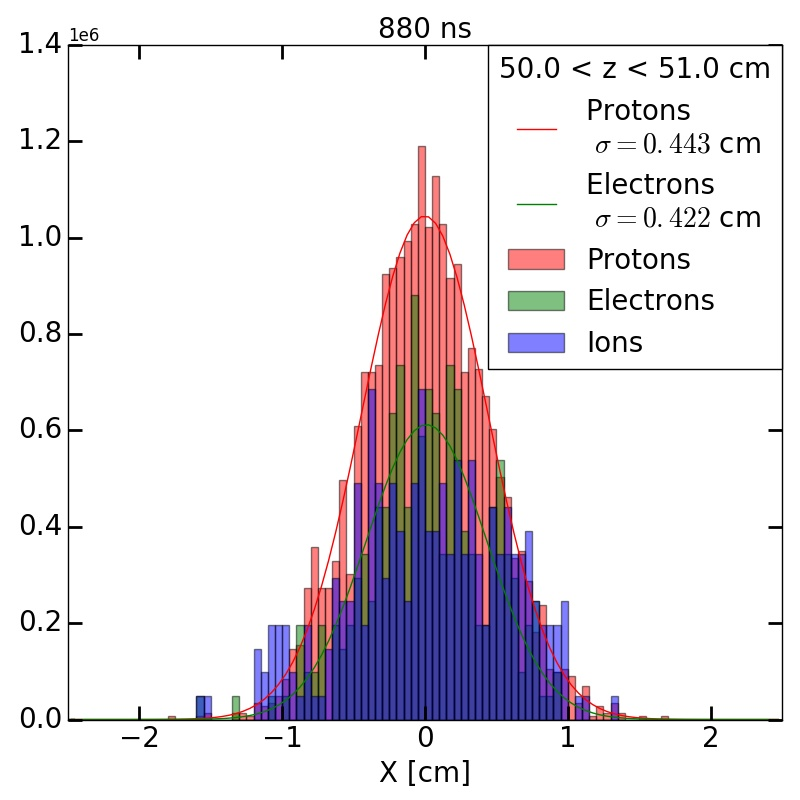 880 ns
1e6
1.4
1.2
1.0
0.8
0.6
0.4
0.2
0.0
50.0 < z < 51.0 cm
Protons
σ = 0.443 cm
Electrons
σ = 0.422 cm
Protons
Electrons
Ions
−2 −1 0 1 2
X [cm]